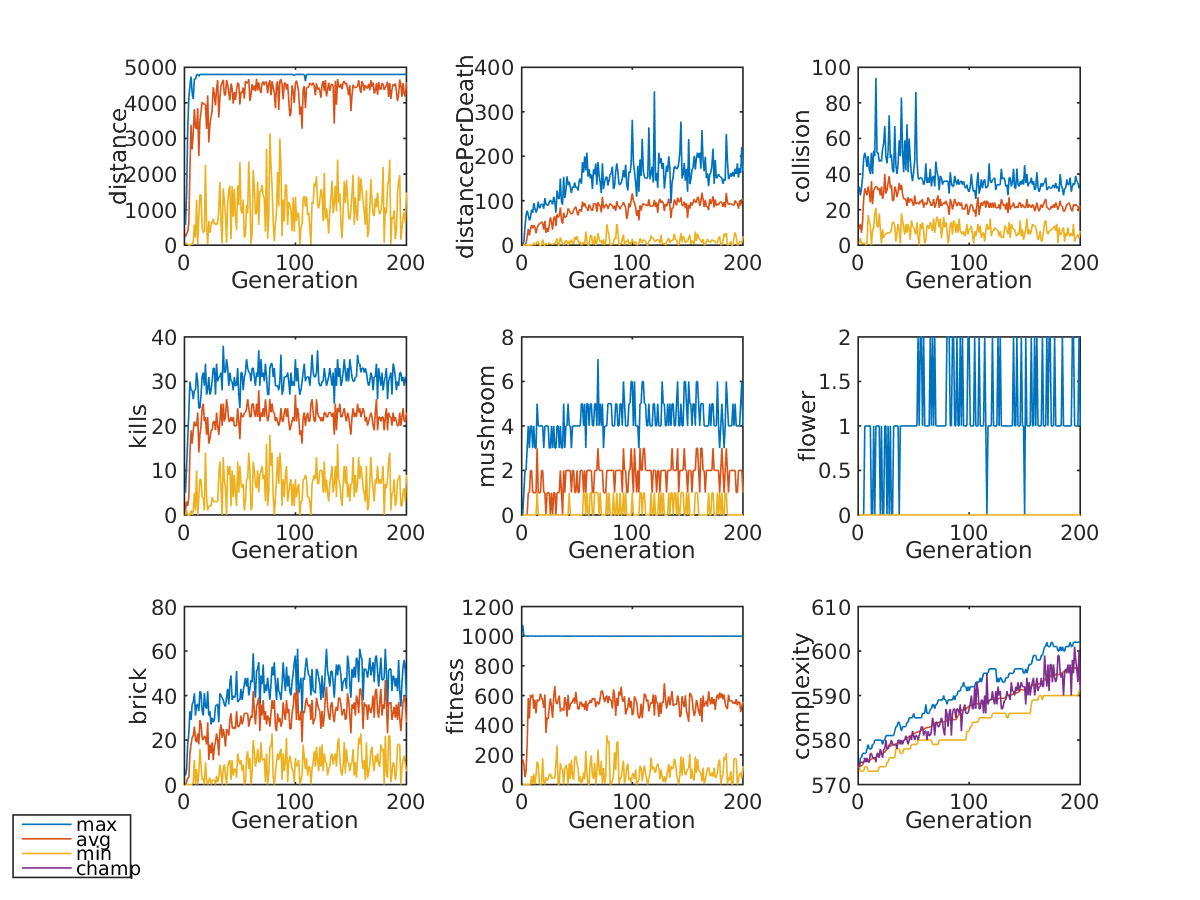 5000
4000
3000
2000
1000
0
distance
0 100 200
Generation
400
300
200
100
0
distancePerDeath
0 100 200
Generation
100
80
60
40
20
0
collision
0 100 200
Generation
40
30
20
10
0
kills
0 100 200
Generation
8
6
4
2
0
mushroom
0 100 200
Generation
2
1.5
1
0.5
0
flower
0 100 200
Generation
80
60
40
20
0
brick
0 100 200
Generation
1200
1000
800
600
400
200
0
fitness
0 100 200
Generation
610
600
590
580
570
complexity
0 100 200
Generation
max
avg
min
champ